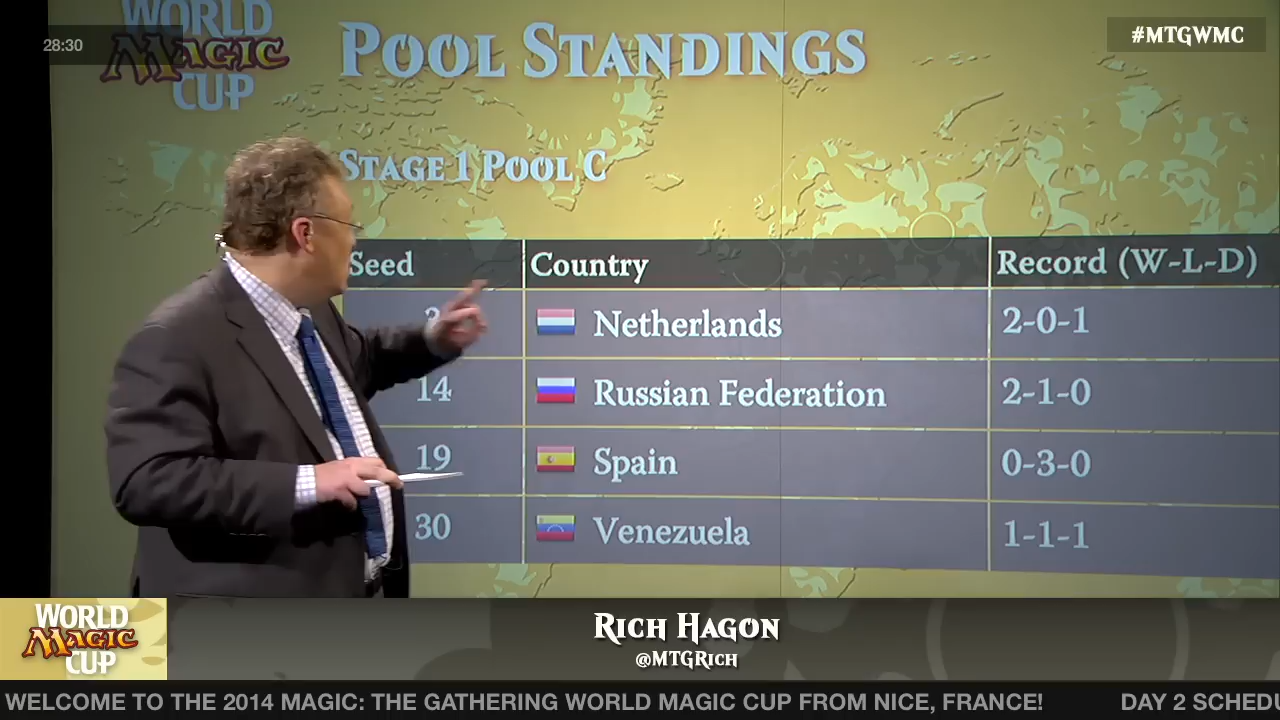 28:30
WORLD
MAGIC
CUP
POOL STANDINGS
#MTGWMC
STAGE 1 POOL C
Seed Country Record (W-L-D)
Netherlands 2-0-1
14 Russian Federation 2-1-0
19 Spain 0-3-0
30 Venezuela 1-1-1
WORLD
MAGIC
CUP
RICH HAGON
@MTGRICH
WELCOME TO THE 2014 MAGIC: THE GATHERING WORLD MAGIC CUP FROM NICE, FRANCE! DAY 2